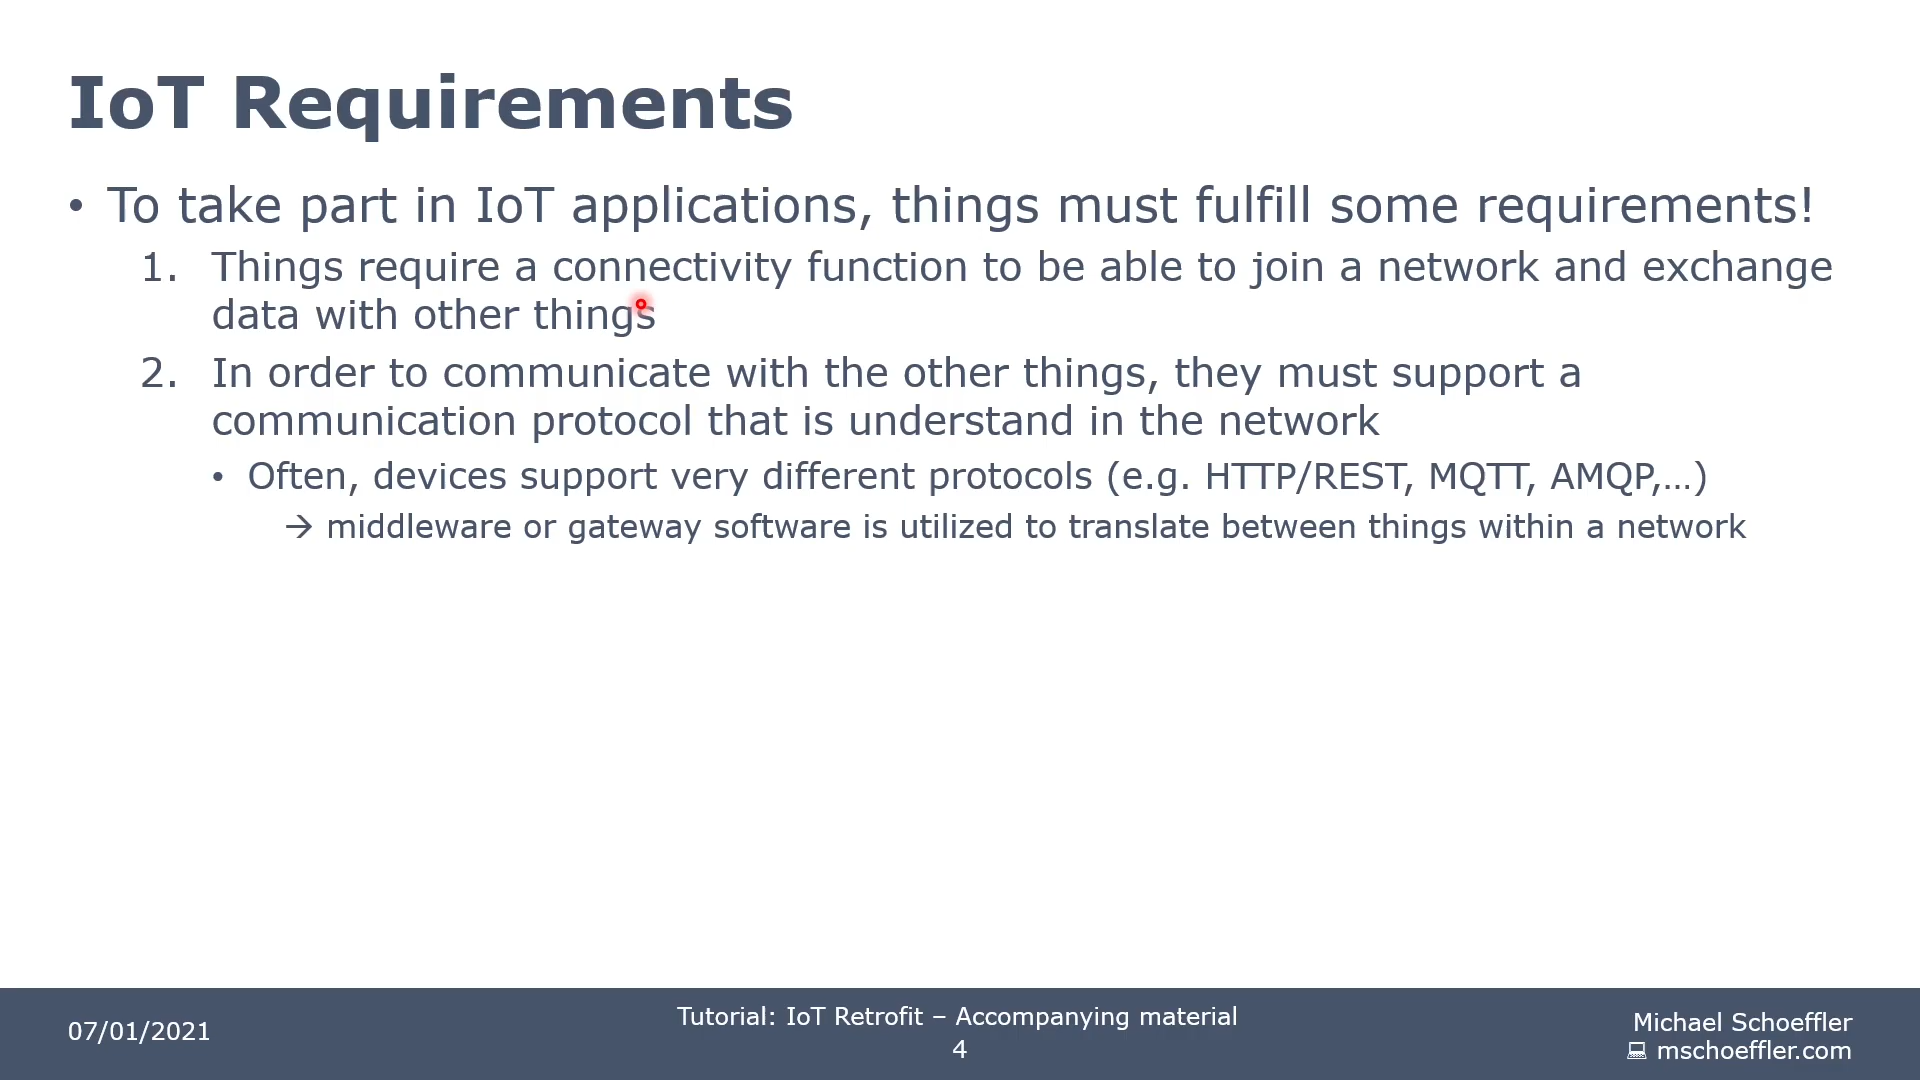 IoT Requirements
• To take part in IoT applications, things must fulfill some requirements!
1. Things require a connectivity function to be able to join a network and exchange
data with other things
2. In order to communicate with the other things, they must support a
communication protocol that is understand in the network
• Often, devices support very different protocols (e.g. HTTP/REST, MQTT, AMQP,…)
→ middleware or gateway software is utilized to translate between things within a network
07/01/2021
Tutorial: IoT Retrofit – Accompanying material
4
Michael Schoeffler
💻 mschoeffler.com